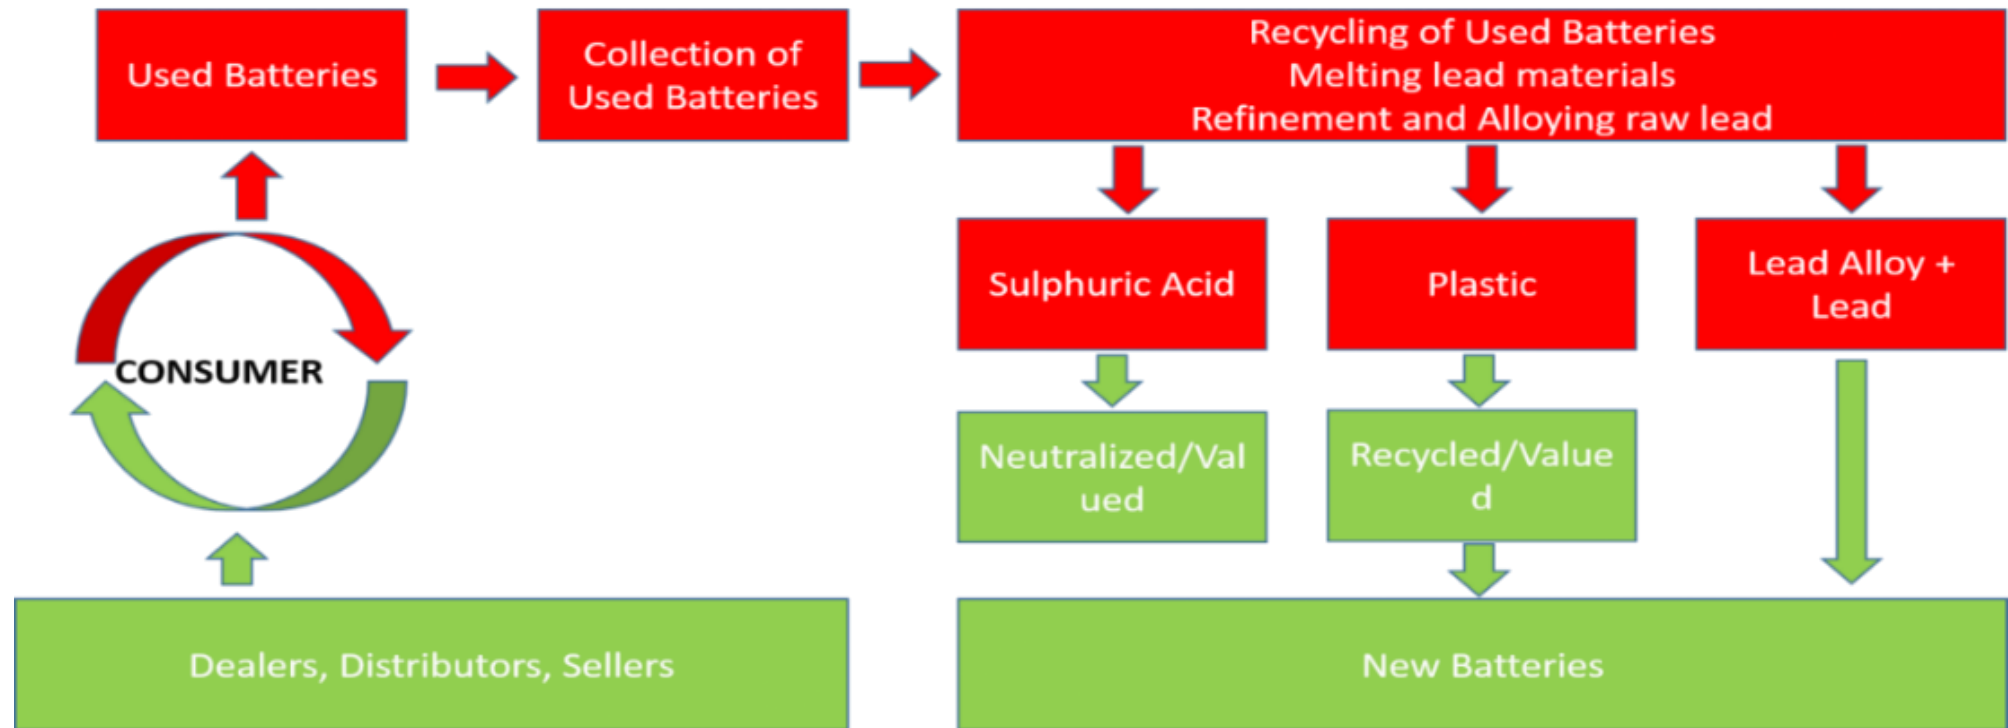 Used Batteries
Collection of
Used Batteries
Recycling of Used Batteries
Melting lead materials
Refinement and Alloying raw lead
Sulphuric Acid
Plastic
Lead Alloy +
Lead
CONSUMER
Neutralized/Val
ued
Recycled/Value
d
Dealers, Distributors, Sellers
New Batteries